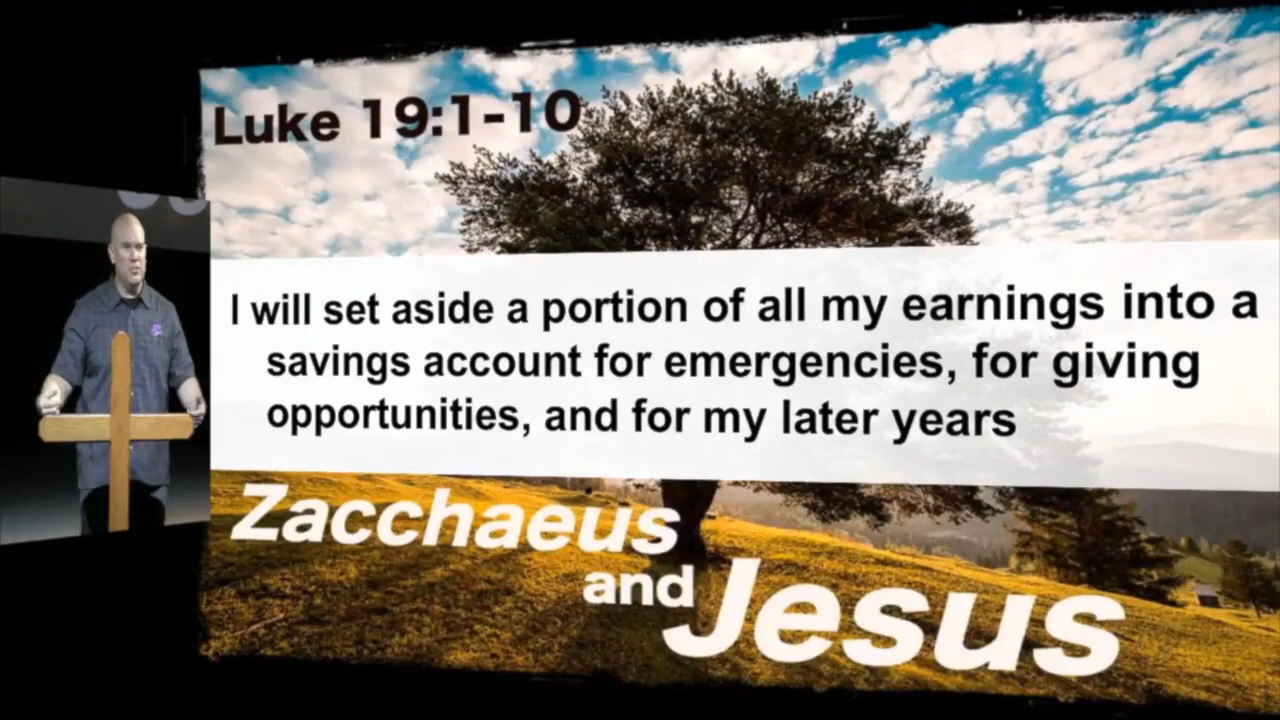 Luke 19:1-10
I will set aside a portion of all my earnings into a
savings account for emergencies, for giving
opportunities, and for my later years
Zacchaeus
and
Jesus